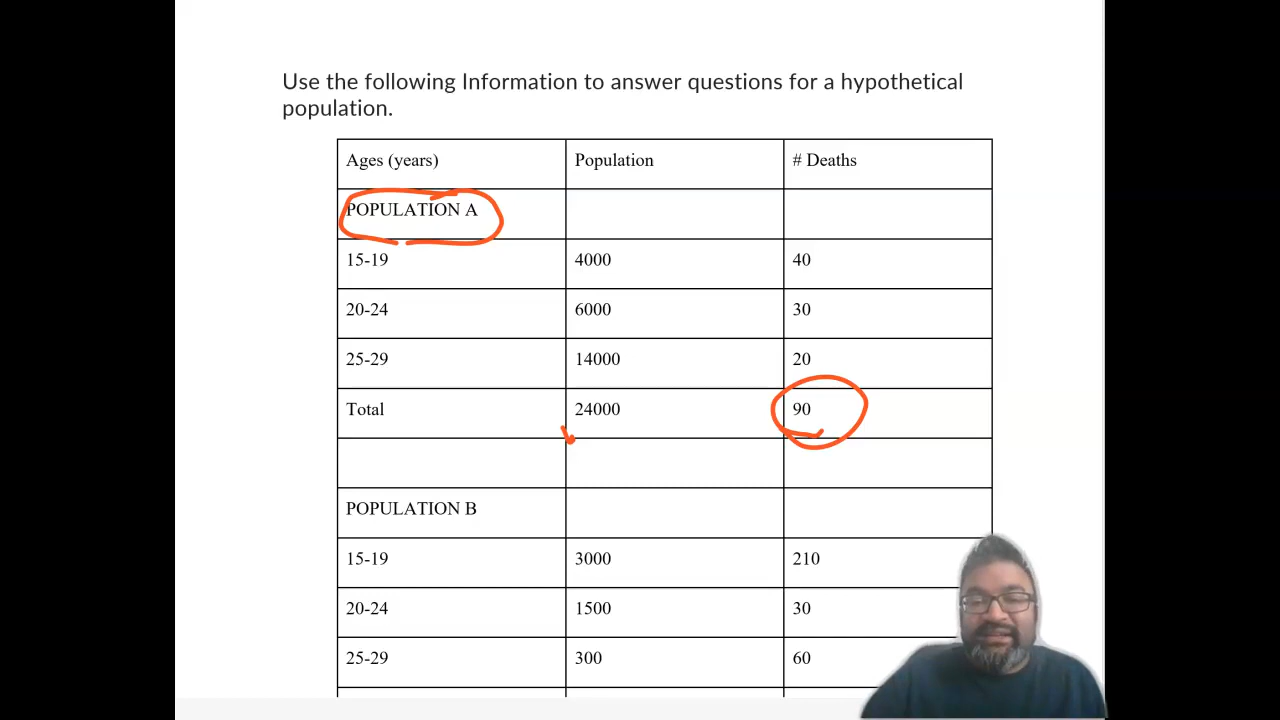 Use the following Information to answer questions for a hypothetical
population.
Ages (years) Population # Deaths
POPULATION A
15-19 4000 40
20-24 6000 30
25-29 14000 20
Total 24000 90
POPULATION B
15-19 3000 210
20-24 1500 30
25-29 300 60